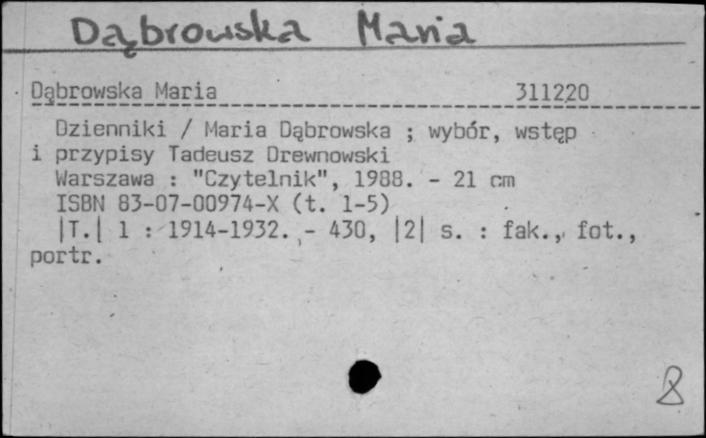 Dąbrowska Maria
Dąbrowska Maria 311220
Dzienniki / Maria Dąbrowska ; wybór, wstęp
i przypisy Tadeusz Drewnowski
Warszawa : "Czytelnik", 1988. - 21 cm
ISBN 83-07-00974-X (t. 1-5)
|T.| 1 : 1914-1932. - 430, |2| s. : fak., fot.,
portr.